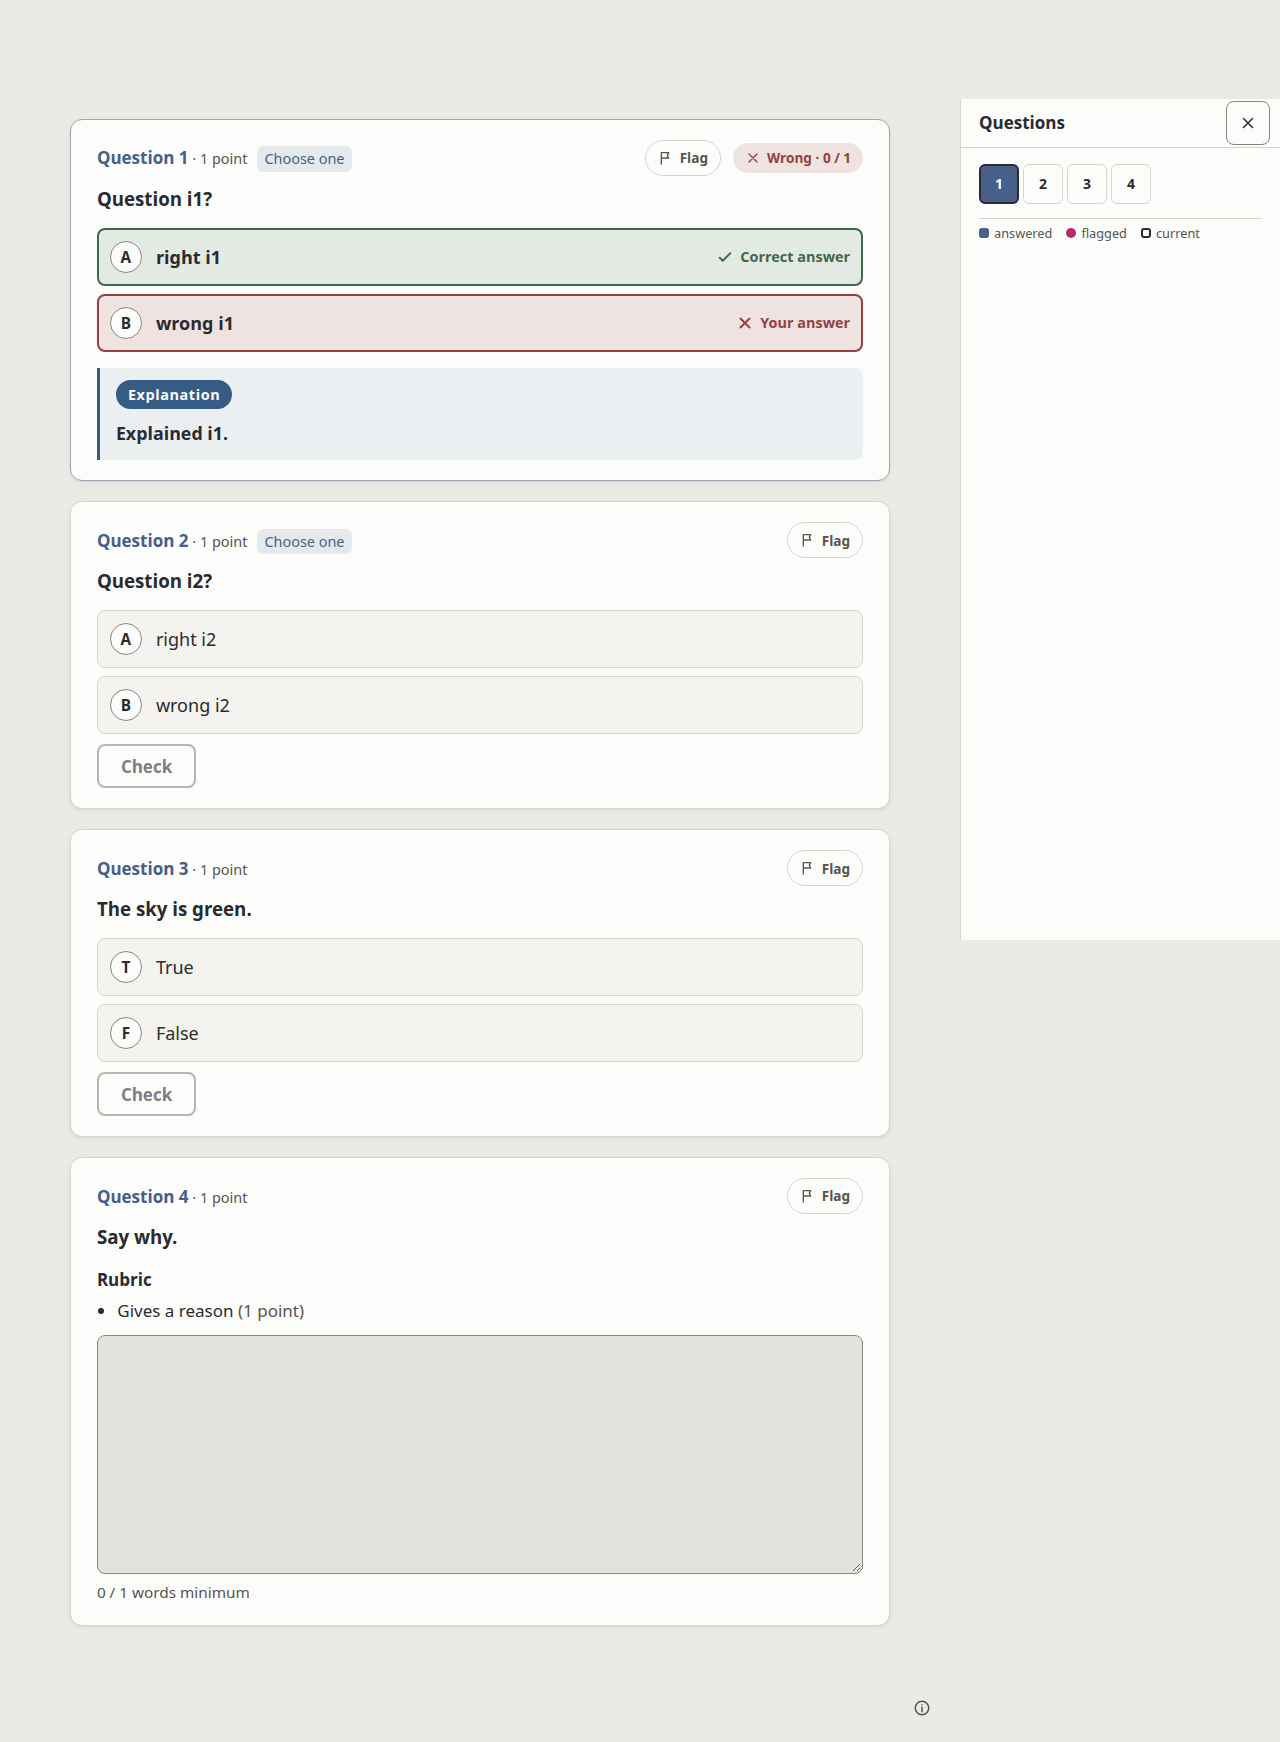 Question 1 · 1 point Choose one Flag Wrong · 0 / 1
Question i1?
A right i1 Correct answer
B wrong i1 Your answer
Explanation
Explained i1.
Question 2 · 1 point Choose one Flag
Question i2?
A right i2
B wrong i2
Check
Question 3 · 1 point Flag
The sky is green.
T True
F False
Check
Question 4 · 1 point Flag
Say why.
Rubric
• Gives a reason (1 point)
0 / 1 words minimum
Questions
1 2 3 4
answered flagged current